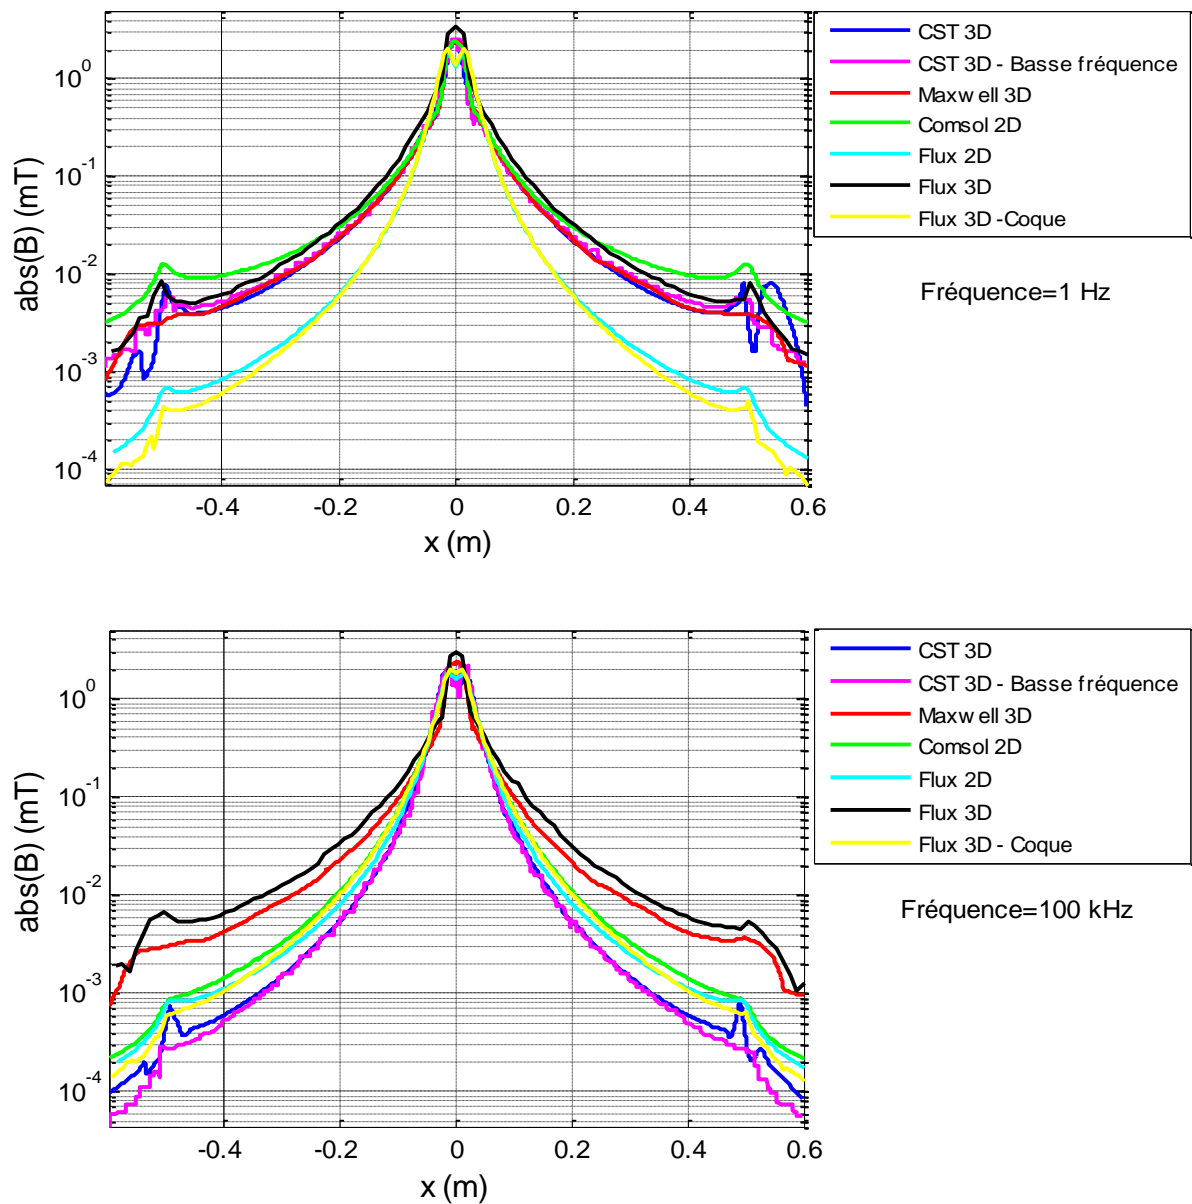 CST 3D
CST 3D - Basse fréquence
Maxwell 3D
Comsol 2D
Flux 2D
Flux 3D
Flux 3D -Coque
Fréquence=1 Hz
abs(B) (mT)
10^0
10^-1
10^-2
10^-3
10^-4
-0.4 -0.2 0 0.2 0.4 0.6
x (m)
CST 3D
CST 3D - Basse fréquence
Maxwell 3D
Comsol 2D
Flux 2D
Flux 3D
Flux 3D - Coque
Fréquence=100 kHz
abs(B) (mT)
10^0
10^-1
10^-2
10^-3
10^-4
-0.4 -0.2 0 0.2 0.4 0.6
x (m)